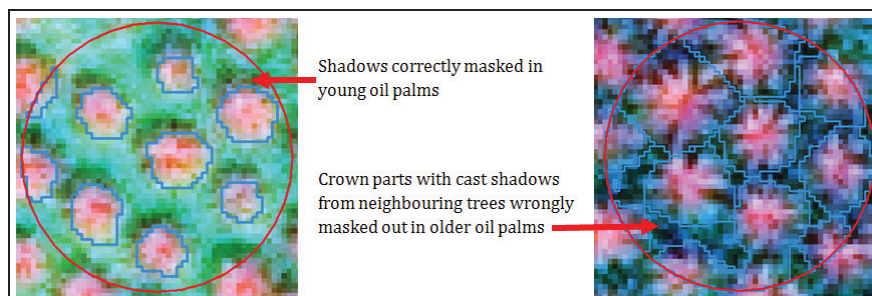 Shadows correctly masked in
young oil palms
Crown parts with cast shadows
from neighbouring trees wrongly
masked out in older oil palms